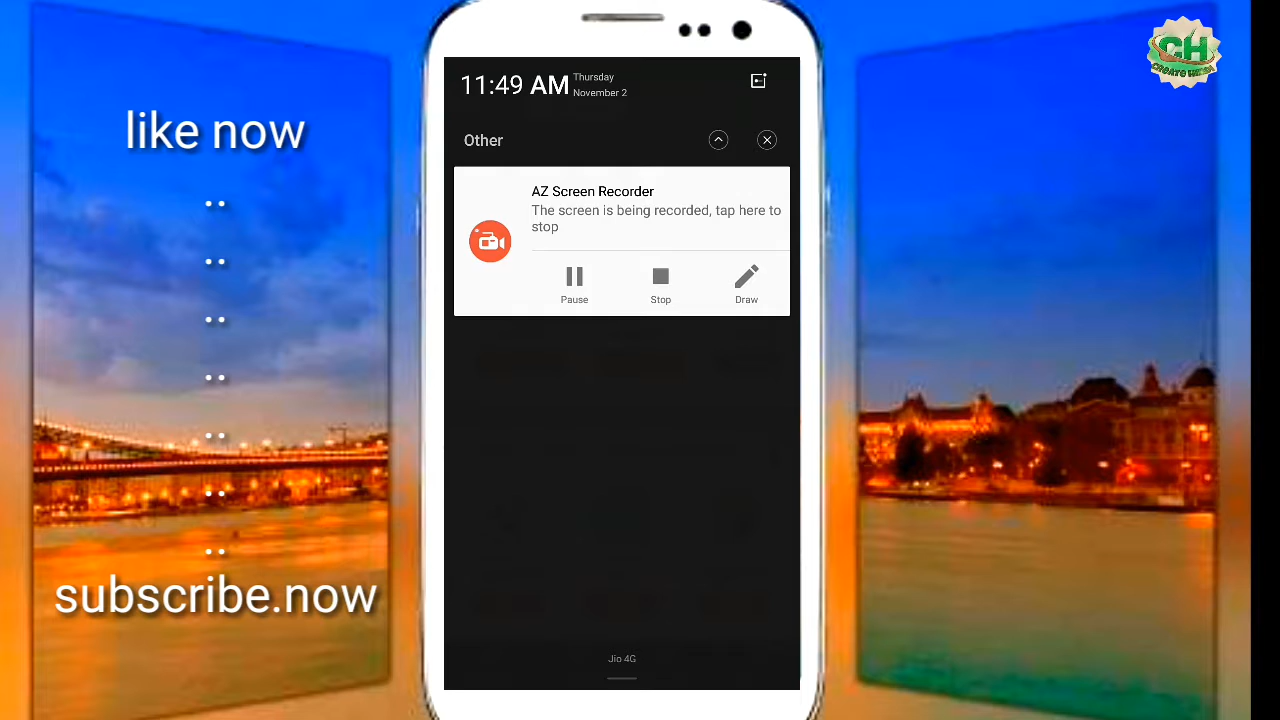 like now
..
..
..
..
..
..
..
subscribe.now
11:49 AM
Thursday
November 2
Other
AZ Screen Recorder
The screen is being recorded, tap here to
stop
Pause
Stop
Draw
Jio 4G
CH